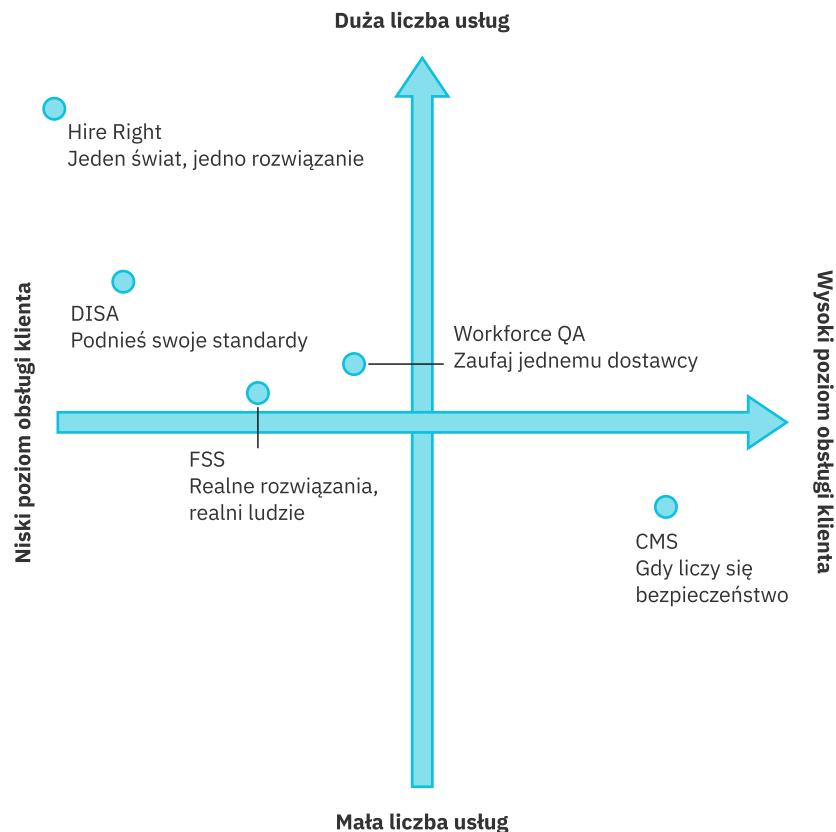 Duża liczba usług
Hire Right
Jeden świat, jedno rozwiązanie
DISA
Podnieś swoje standardy
Workforce QA
Zaufaj jednemu dostawcy
Niski poziom obsługi klienta
Wysoki poziom obsługi klienta
FSS
Realne rozwiązania,
realni ludzie
CMS
Gdy liczy się
bezpieczeństwo
Mała liczba usług